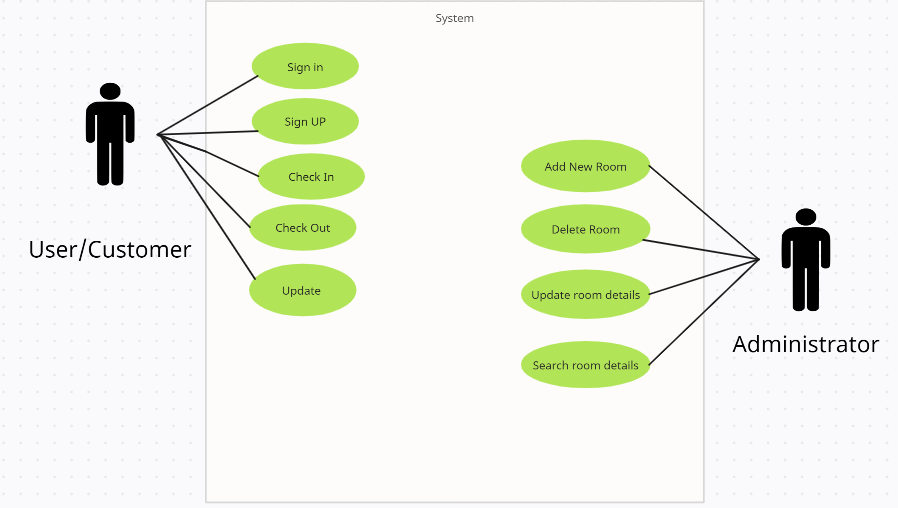 System
Sign in
Sign UP
Check In
Check Out
Update
User/Customer
Add New Room
Delete Room
Update room details
Search room details
Administrator